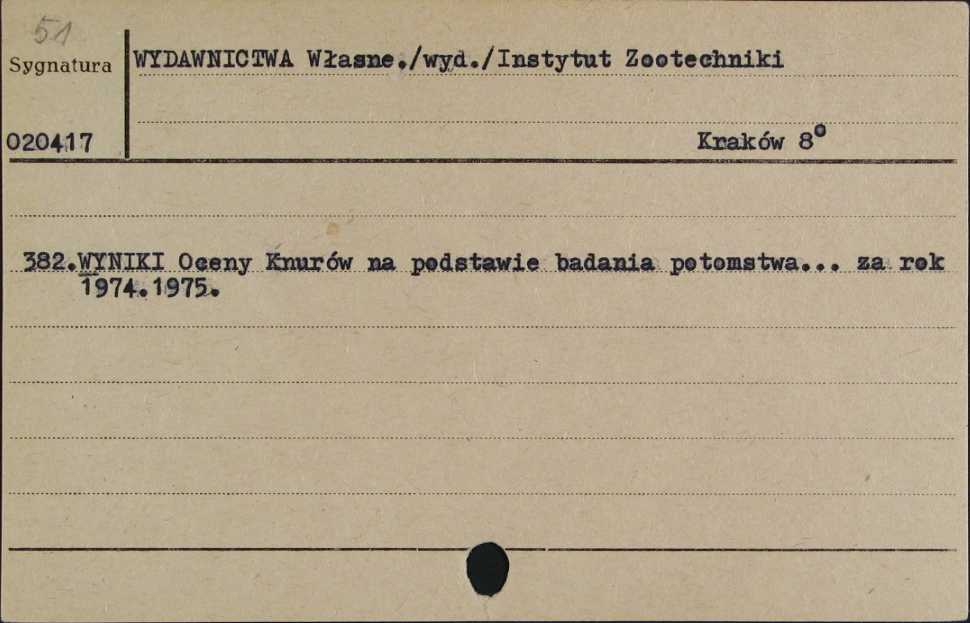 51
Sygnatura
WYDAWNICTWA Własne./wyd./Instytut Zootechniki
020417
Kraków 8°
382.WYNIKI Oceny Knurów na podstawie badania potomstwa... za rok
1974.1975.